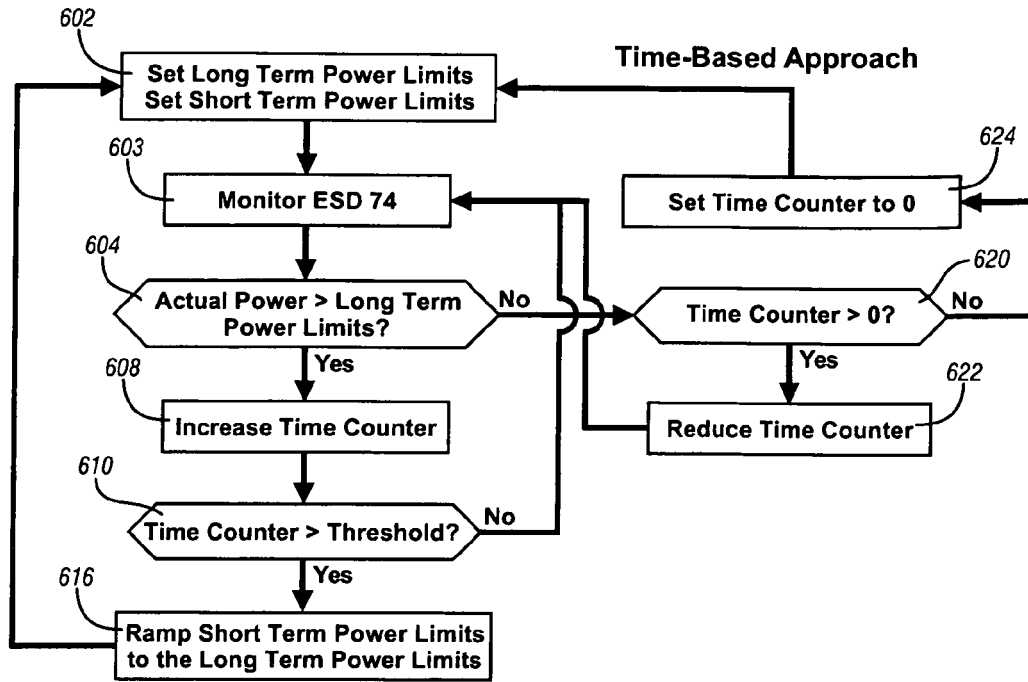 602
Set Long Term Power Limits
Set Short Term Power Limits
Time-Based Approach
603
Monitor ESD 74
624
Set Time Counter to 0
604
Actual Power > Long Term
Power Limits?
No
620
Time Counter > 0?
No
Yes
Yes
608
Increase Time Counter
622
Reduce Time Counter
610
Time Counter > Threshold?
No
Yes
616
Ramp Short Term Power Limits
to the Long Term Power Limits